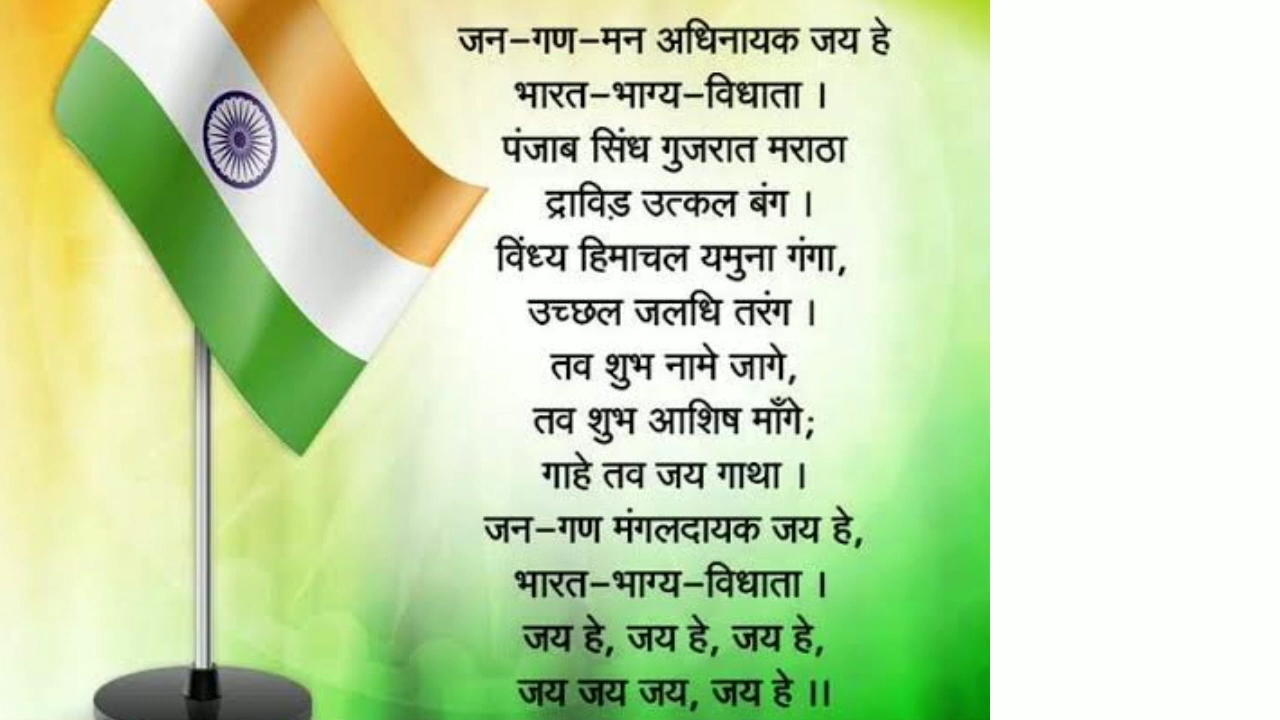 जन–गण–मन अधिनायक जय हे
भारत–भाग्य–विधाता ।
पंजाब सिंध गुजरात मराठा
द्राविड़ उत्कल बंग ।
विंध्य हिमाचल यमुना गंगा,
उच्छल जलधि तरंग ।
तव शुभ नामे जागे,
तव शुभ आशिष माँगे;
गाहे तव जय गाथा ।
जन–गण मंगलदायक जय हे,
भारत–भाग्य–विधाता ।
जय हे, जय हे, जय हे,
जय जय जय, जय हे ।।